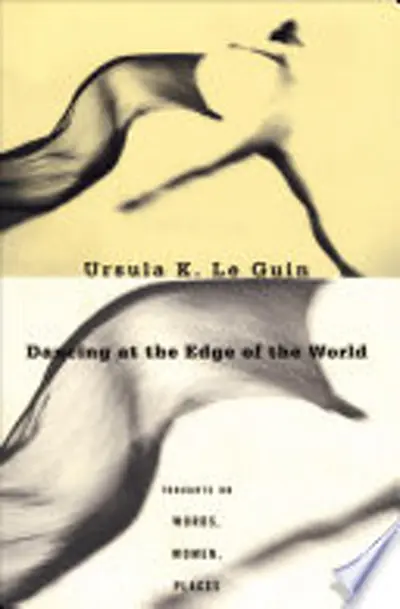 Ursula K. Le Guin
Dancing at the Edge of the World
THOUGHTS ON
WORDS,
WOMEN,
PLACES